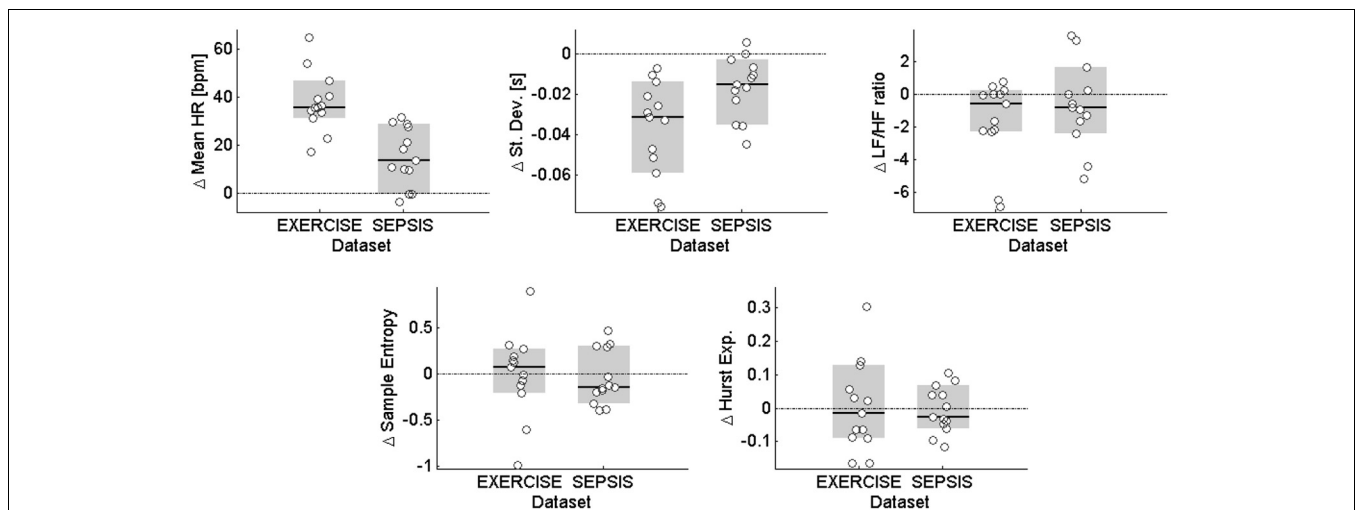 Δ Mean HR [bpm]
60
40
20
0
EXERCISE SEPSIS
Dataset
Δ St. Dev. [s]
0
-0.02
-0.04
-0.06
EXERCISE SEPSIS
Dataset
Δ LF/HF ratio
2
0
-2
-4
-6
EXERCISE SEPSIS
Dataset
Δ Sample Entropy
0.5
0
-0.5
-1
EXERCISE SEPSIS
Dataset
Δ Hurst Exp.
0.3
0.2
0.1
0
-0.1
EXERCISE SEPSIS
Dataset